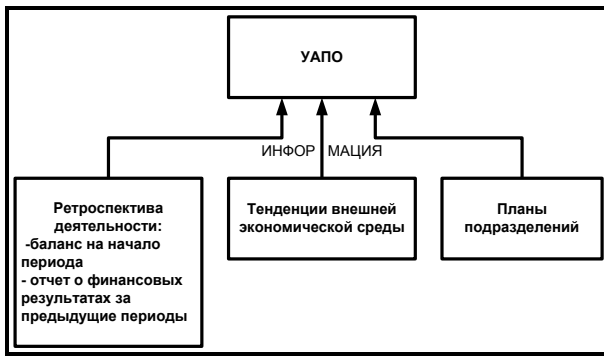 УАПО
ИНФОР МАЦИЯ
Ретроспектива
деятельности:
-баланс на начало
периода
- отчет о финансовых
результатах за
предыдущие периоды
Тенденции внешней
экономической среды
Планы
подразделений